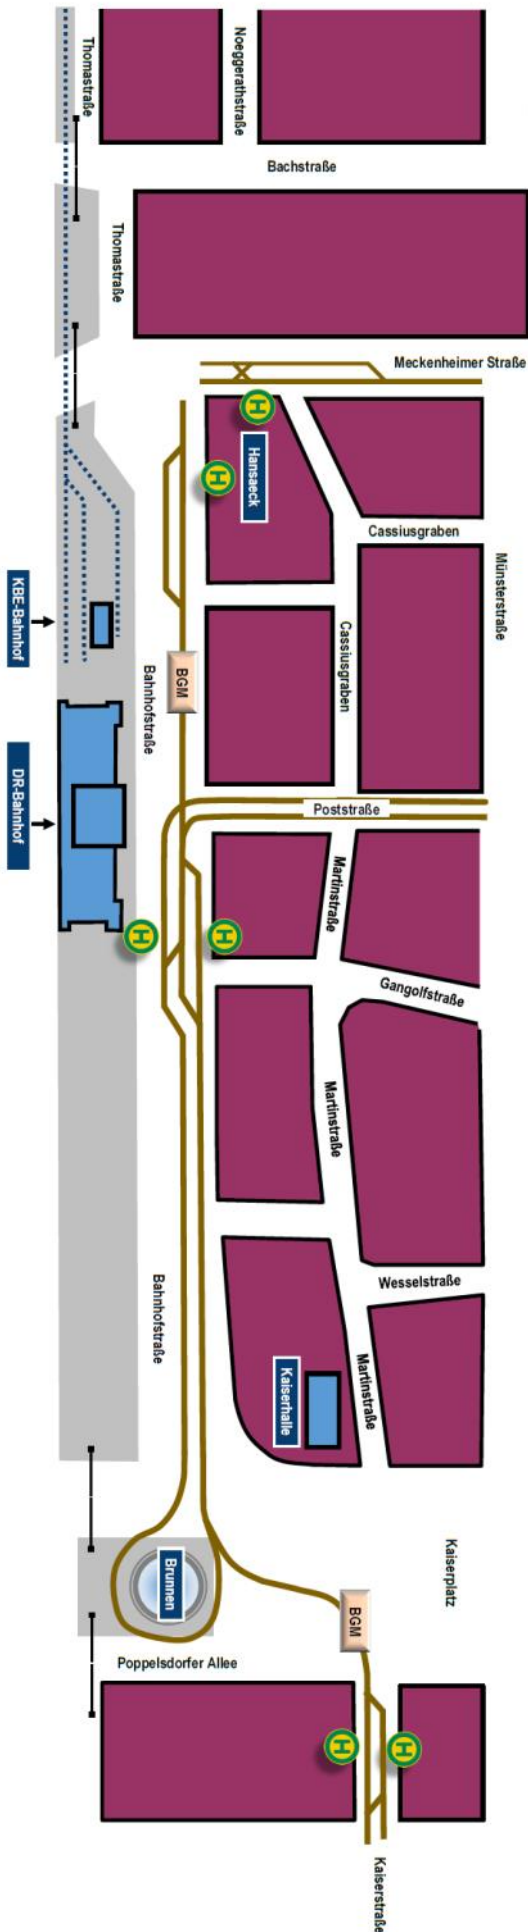 Thomastraße
Noeggerathstraße
Bachstraße
Thomastraße
Meckenheimer Straße
H
Hansaeck
H
Cassiusgraben
Münsterstraße
KBE-Bahnhof
Bahnhofstraße
BGM
Cassiusgraben
DR-Bahnhof
Poststraße
Martinstraße
H
H
Gangolfstraße
Martinstraße
Wesselstraße
Bahnhofstraße
Kaiserhalle
Martinstraße
Kaiserplatz
Brunnen
BGM
Poppelsdorfer Allee
H
H
Kaiserstraße